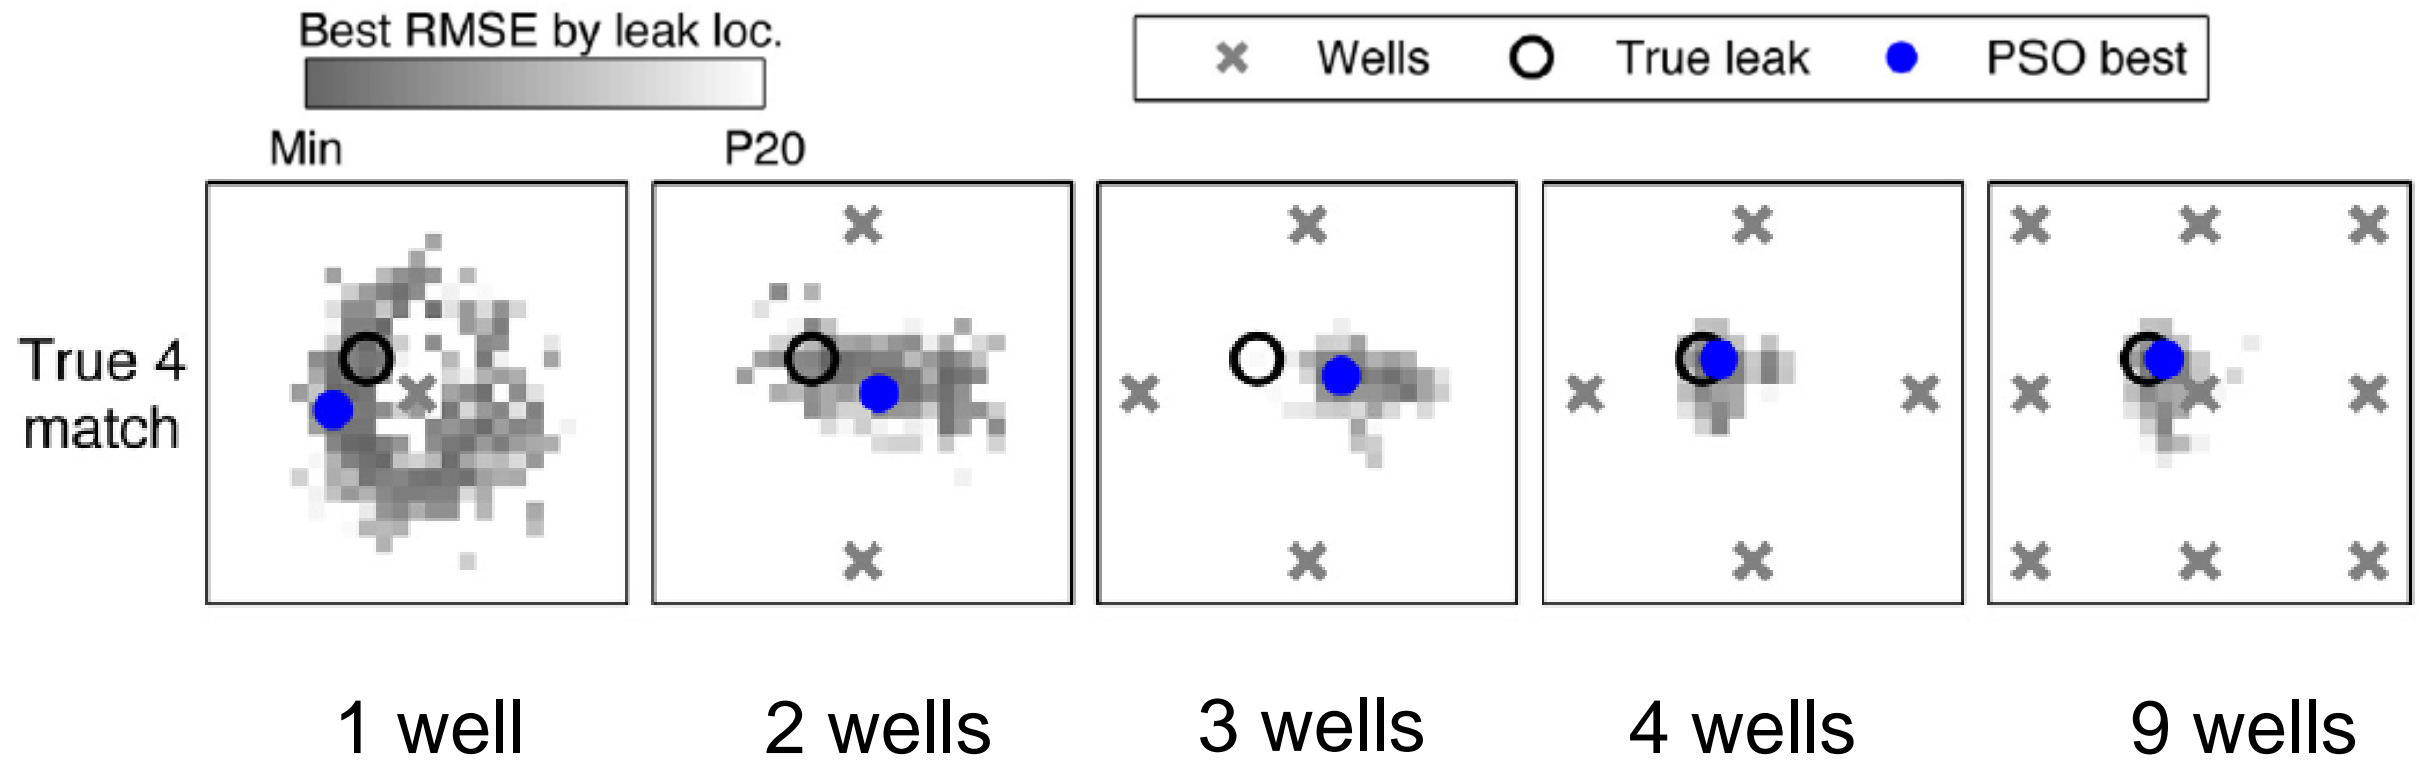 Best RMSE by leak loc.
Min P20
Wells True leak PSO best
True 4
match
1 well
2 wells
3 wells
4 wells
9 wells